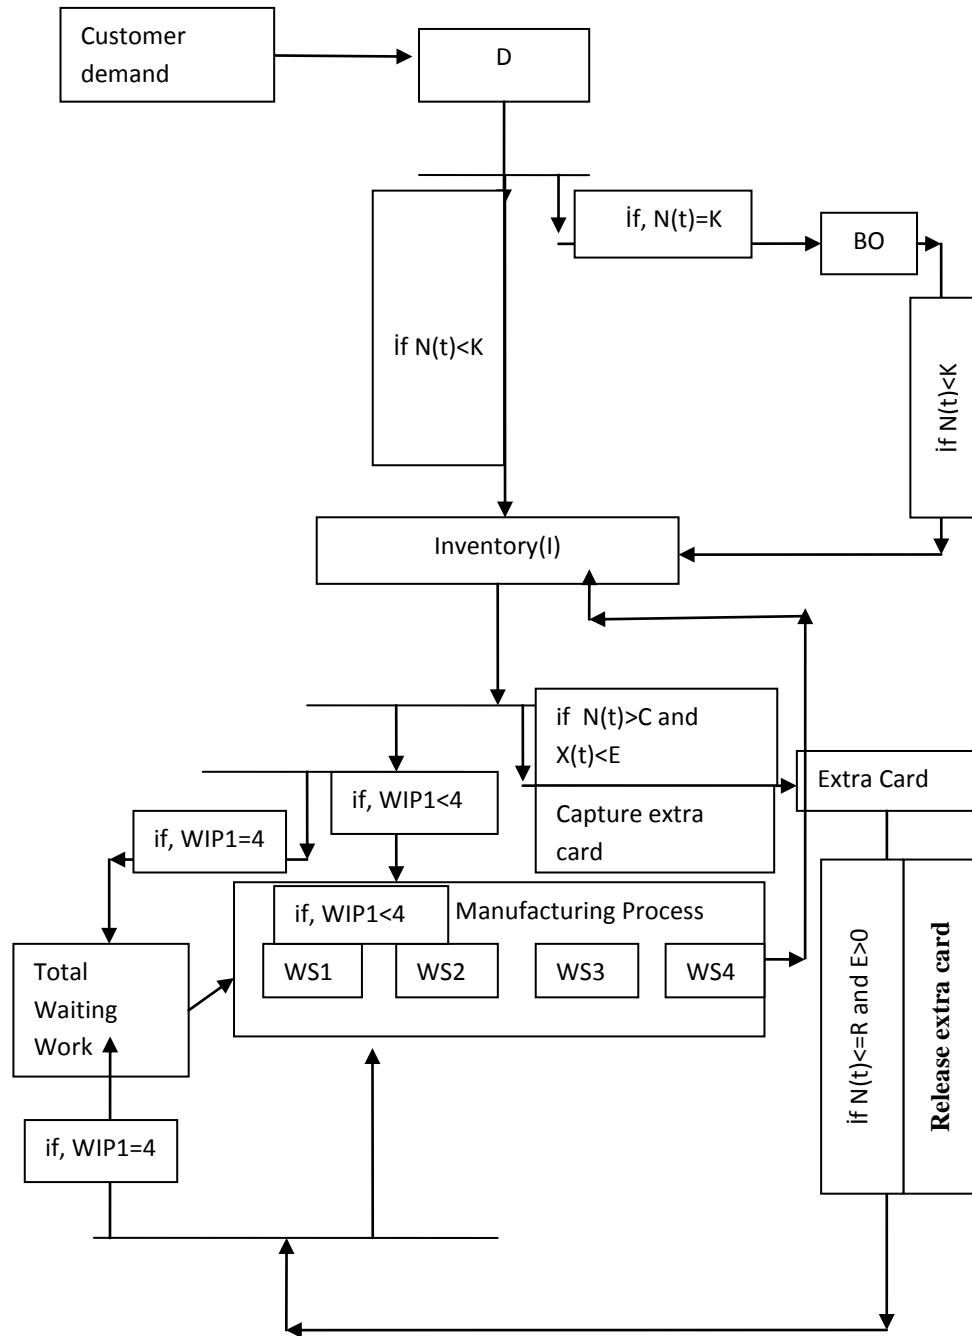 Customer
demand
D
İf, N(t)=K
BO
İf N(t)<K
İf N(t)<K
Inventory(I)
if  N(t)>C and
X(t)<E
Extra Card
if, WIP1<4
Capture extra
card
if, WIP1=4
if, WIP1<4
Manufacturing Process
WS1
WS2
WS3
WS4
Total
Waiting
Work
İf N(t)<=R and E>0
Release extra card
if, WIP1=4